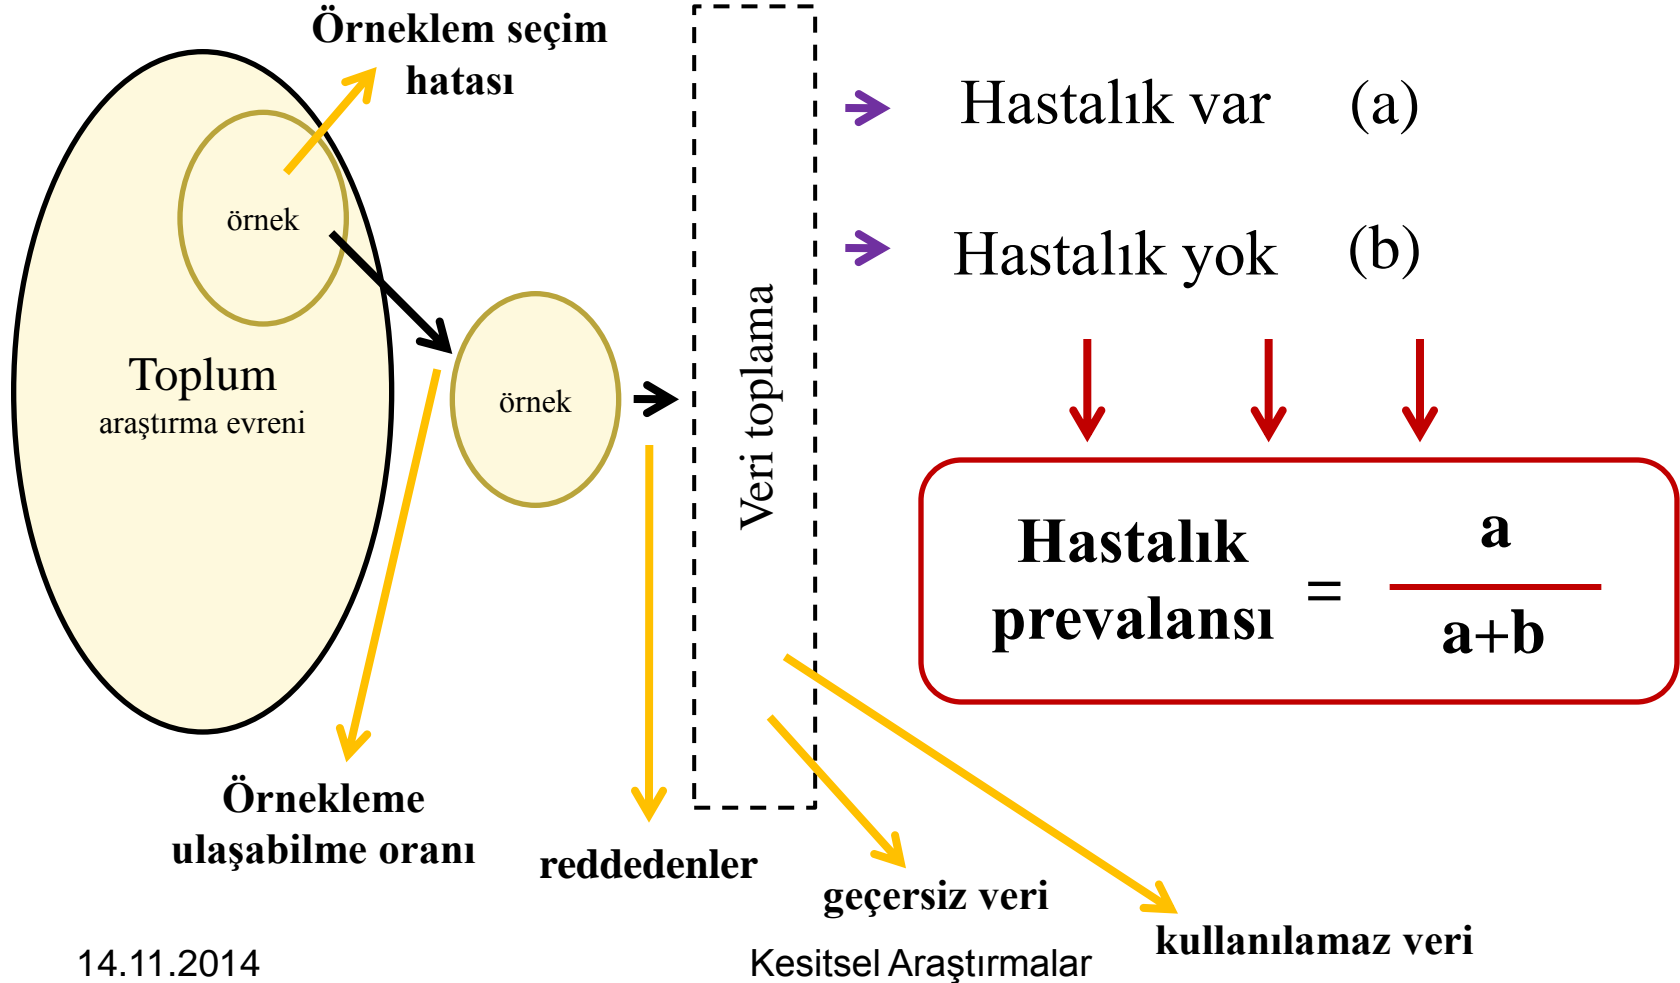 Örneklem seçim
hatası
örnek
Toplum
araştırma evreni
örnek
Veri toplama
Hastalık var (a)
Hastalık yok (b)
Hastalık
prevalansı
=
a
a+b
Örnekleme
ulaşabilme oranı
reddedenler
geçersiz veri
kullanılamaz veri
14.11.2014
Kesitsel Araştırmalar